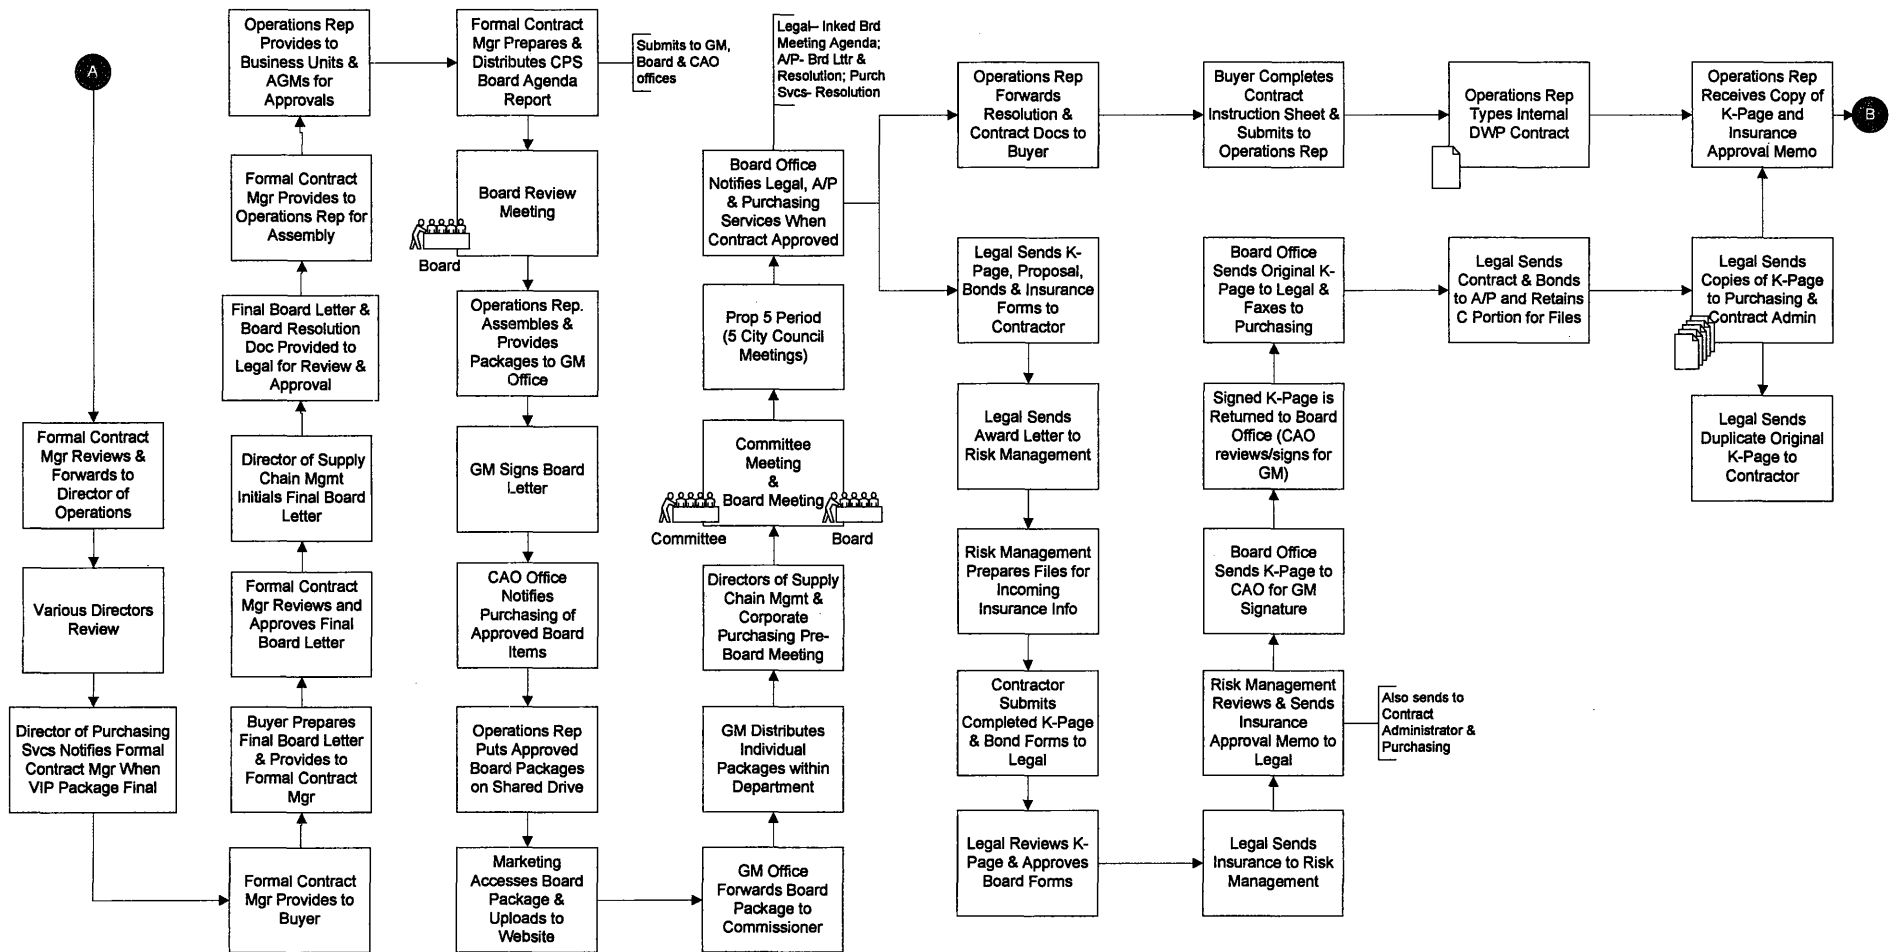 A
Formal Contract
Mgr Reviews &
Forwards to
Director of
Operations
Various Directors
Review
Director of Purchasing
Svcs Notifies Formal
Contract Mgr When
VIP Package Final
Formal Contract
Mgr Provides to
Buyer
Buyer Prepares
Final Board Letter
& Provides to
Formal Contract
Mgr
Formal Contract
Mgr Reviews and
Approves Final
Board Letter
Director of Supply
Chain Mgmt
Initials Final Board
Letter
Final Board Letter &
Board Resolution
Doc Provided to
Legal for Review &
Approval
Formal Contract
Mgr Provides to
Operations Rep for
Assembly
Operations Rep
Provides to
Business Units &
AGMs for
Approvals
Formal Contract
Mgr Prepares &
Distributes CPS
Board Agenda
Report
Submits to GM,
Board & CAO
offices
Board Review
Meeting
Board
Operations Rep.
Assembles &
Provides
Packages to GM
Office
GM Signs Board
Letter
CAO Office
Notifies
Purchasing of
Approved Board
Items
Operations Rep
Puts Approved
Board Packages
on Shared Drive
Marketing
Accesses Board
Package &
Uploads to
Website
GM Office
Forwards Board
Package to
Commissioner
GM Distributes
Individual
Packages within
Department
Directors of Supply
Chain Mgmt &
Corporate
Purchasing Pre-
Board Meeting
Committee
Meeting
&
Board Meeting
Committee
Board
Prop 5 Period
(5 City Council
Meetings)
Board Office
Notifies Legal, A/P
& Purchasing
Services When
Contract Approved
Legal– Inked Brd
Meeting Agenda;
A/P- Brd Lttr &
Resolution; Purch
Svcs- Resolution
Operations Rep
Forwards
Resolution &
Contract Docs to
Buyer
Buyer Completes
Contract
Instruction Sheet &
Submits to
Operations Rep
Operations Rep
Types Internal
DWP Contract
Operations Rep
Receives Copy of
K-Page and
Insurance
Approval Memo
B
Legal Sends K-
Page, Proposal,
Bonds & Insurance
Forms to
Contractor
Legal Sends
Award Letter to
Risk Management
Risk Management
Prepares Files for
Incoming
Insurance Info
Contractor
Submits
Completed K-Page
& Bond Forms to
Legal
Legal Reviews K-
Page & Approves
Board Forms
Legal Sends
Insurance to Risk
Management
Risk Management
Reviews & Sends
Insurance
Approval Memo to
Legal
Also sends to
Contract
Administrator &
Purchasing
Board Office
Sends K-Page to
CAO for GM
Signature
Signed K-Page is
Returned to Board
Office (CAO
reviews/signs for
GM)
Board Office
Sends Original K-
Page to Legal &
Faxes to
Purchasing
Legal Sends
Contract & Bonds
to A/P and Retains
C Portion for Files
Legal Sends
Copies of K-Page
to Purchasing &
Contract Admin
Legal Sends
Duplicate Original
K-Page to
Contractor